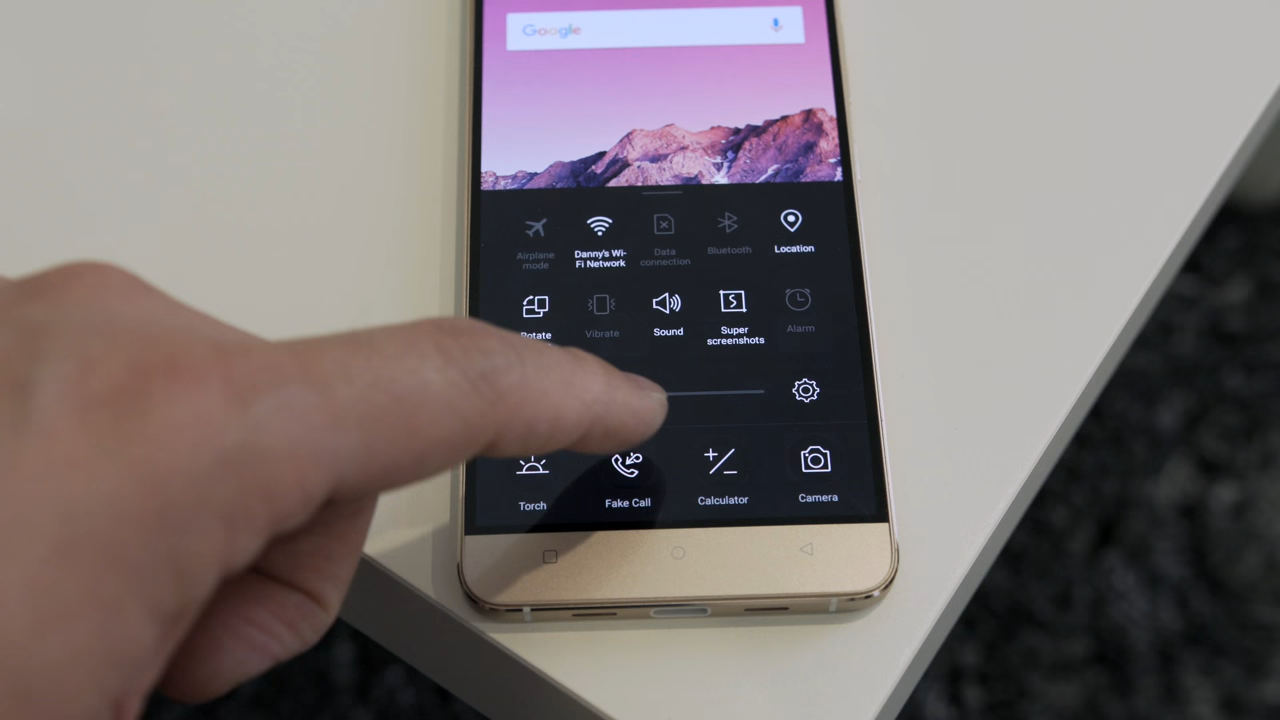 Google
Airplane
mode
Danny's Wi-
Fi Network
Data
connection
Bluetooth
Location
Rotate
Vibrate
Sound
Super
screenshots
Alarm
Torch
Fake Call
Calculator
Camera